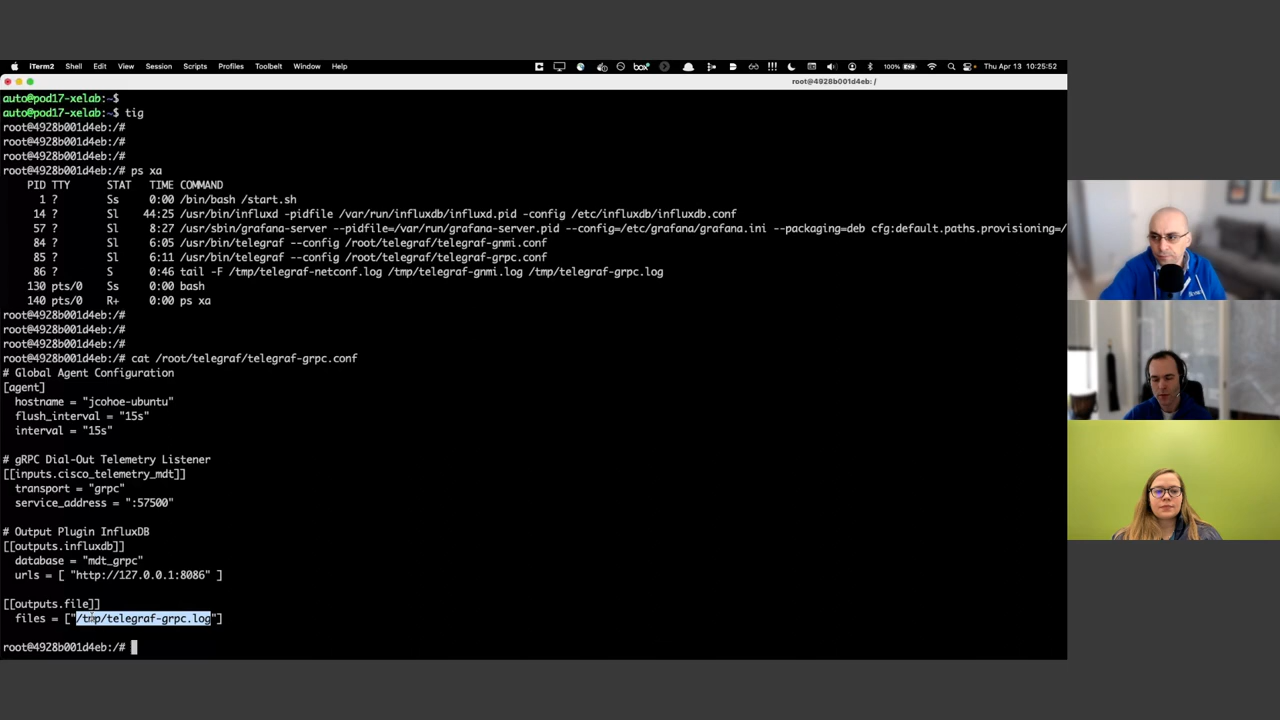 iTerm2 Shell Edit View Session Scripts Profiles Toolbelt Window Help box 100% Thu Apr 13 10:25:52
root@4928b001d4eb: /
auto@pod17-xelab:~$
auto@pod17-xelab:~$ tig
root@4928b001d4eb:/#
root@4928b001d4eb:/#
root@4928b001d4eb:/#
root@4928b001d4eb:/# ps xa
PID TTY STAT TIME COMMAND
1 ? Ss 0:00 /bin/bash /start.sh
14 ? Sl 44:25 /usr/bin/influxd -pidfile /var/run/influxdb/influxd.pid -config /etc/influxdb/influxdb.conf
57 ? Sl 8:27 /usr/sbin/grafana-server --pidfile=/var/run/grafana-server.pid --config=/etc/grafana/grafana.ini --packaging=deb cfg:default.paths.provisioning=/
84 ? Sl 6:05 /usr/bin/telegraf --config /root/telegraf/telegraf-gnmi.conf
85 ? Sl 6:11 /usr/bin/telegraf --config /root/telegraf/telegraf-grpc.conf
86 ? S 0:46 tail -F /tmp/telegraf-netconf.log /tmp/telegraf-gnmi.log /tmp/telegraf-grpc.log
130 pts/0 Ss 0:00 bash
140 pts/0 R+ 0:00 ps xa
root@4928b001d4eb:/#
root@4928b001d4eb:/#
root@4928b001d4eb:/#
root@4928b001d4eb:/# cat /root/telegraf/telegraf-grpc.conf
# Global Agent Configuration
[agent]
hostname = "jcohoe-ubuntu"
flush_interval = "15s"
interval = "15s"
# gRPC Dial-Out Telemetry Listener
[[inputs.cisco_telemetry_mdt]]
transport = "grpc"
service_address = ":57500"
# Output Plugin InfluxDB
[[outputs.influxdb]]
database = "mdt_grpc"
urls = [ "http://127.0.0.1:8086" ]
[[outputs.file]]
files = ["/tmp/telegraf-grpc.log"]
root@4928b001d4eb:/#